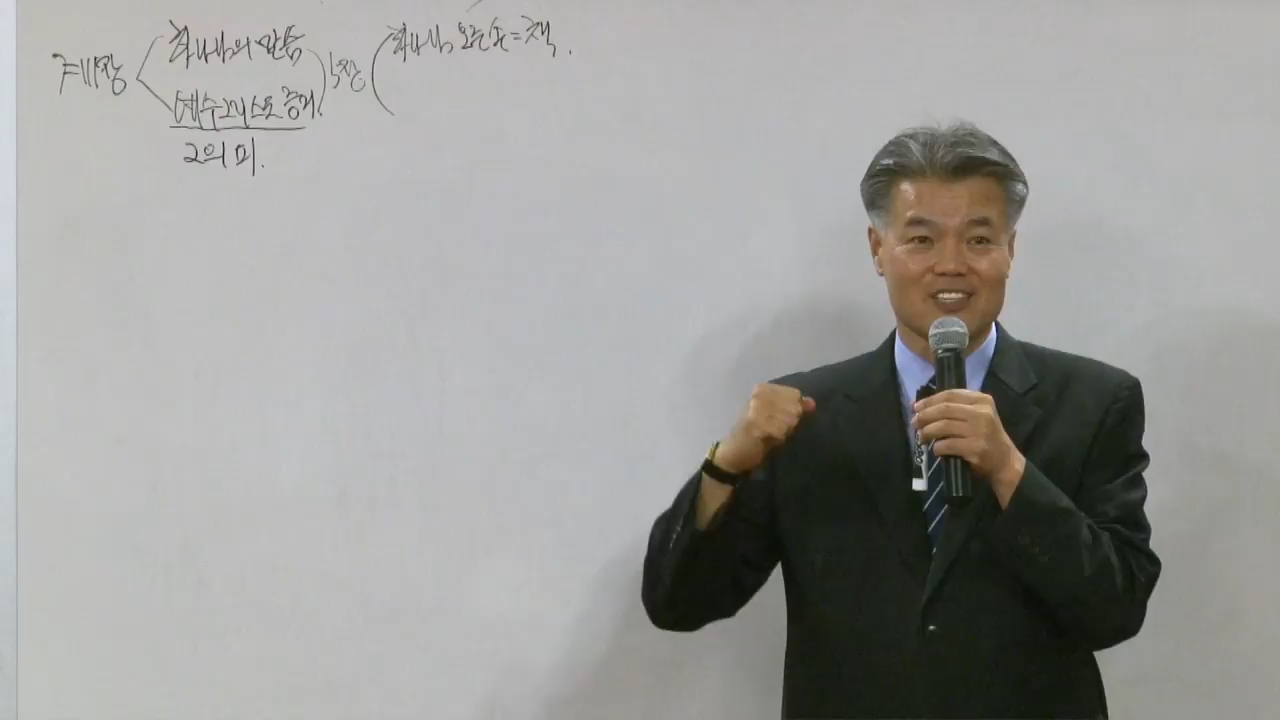 계1장 하나님의 말씀
예수그리스도 증거. 5장 하나님 오른손=책.
2의미.